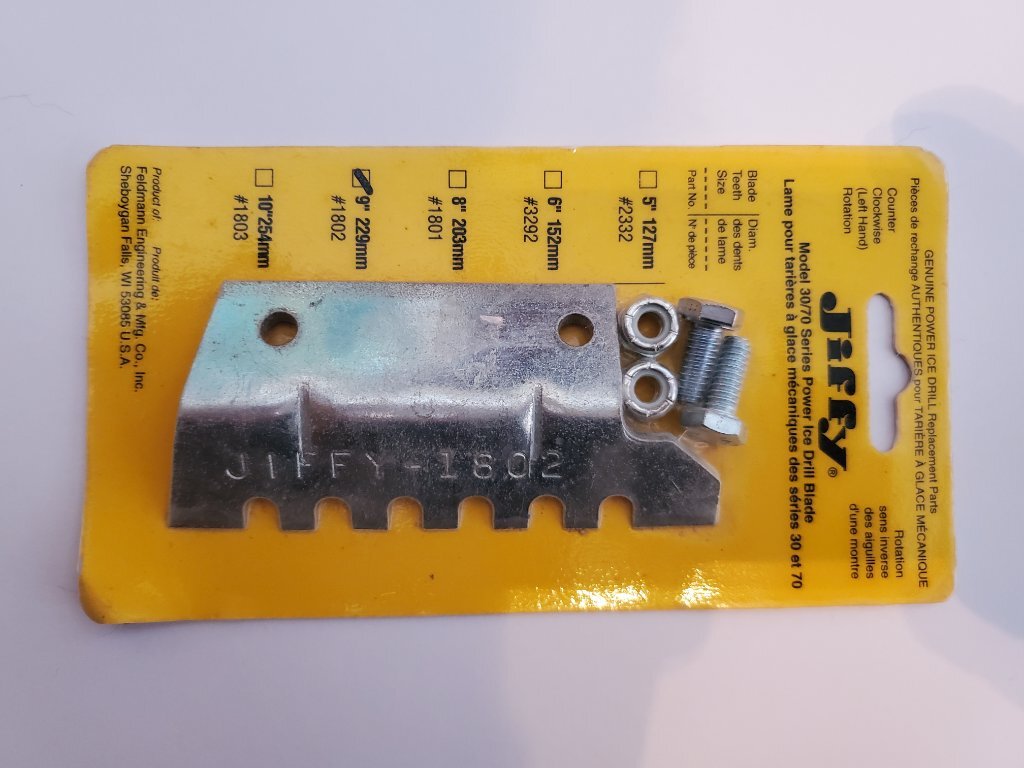 GENUINE POWER ICE DRILL Replacement Parts
Pièces de rechange AUTHENTIQUES pour TARIÈRE À GLACE MÉCANIQUE
Counter
Clockwise
(Left Hand)
Rotation
Rotation
sens inverse
des aiguilles
d'une montre
Jiffy®
Model 30/70 Series Power Ice Drill Blade
Lame pour tarières à glace mécaniques des séries 30 et 70
Blade Diam.
Teeth des dents
Size de lame
Part No. Nº de pièce
5" 127mm
#2332
6" 152mm
#3292
8" 203mm
#1801
9" 229mm
#1802
10" 254mm
#1803
Product of: Produit de:
Feldmann Engineering & Mfg. Co., Inc.
Sheboygan Falls, WI 53085 U.S.A.
JIFFY-1802